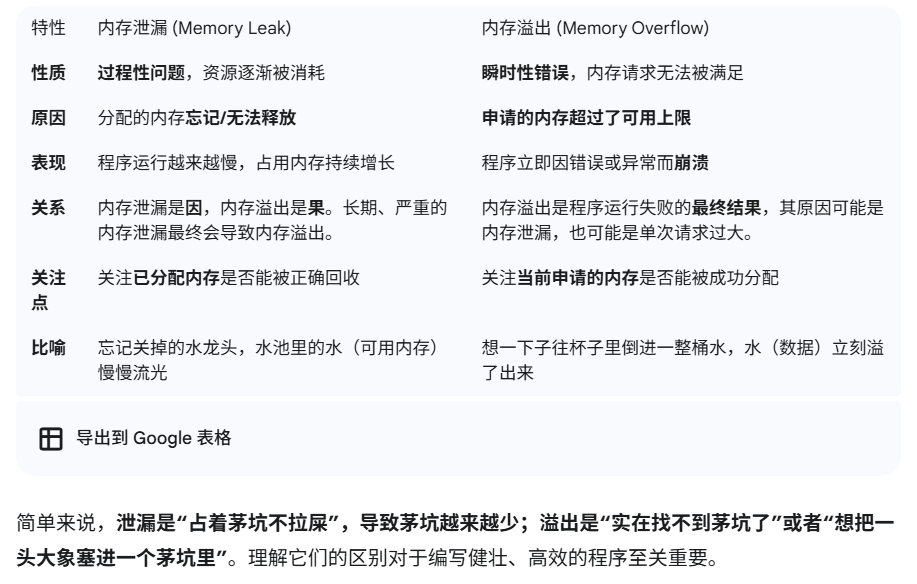 特性 内存泄漏 (Memory Leak) 内存溢出 (Memory Overflow)
性质 过程性问题，资源逐渐被消耗 瞬时性错误，内存请求无法被满足
原因 分配的内存忘记/无法释放 申请的内存超过了可用上限
表现 程序运行越来越慢，占用内存持续增长 程序立即因错误或异常而崩溃
关系 内存泄漏是因，内存溢出是果。长期、严重的 内存溢出是程序运行失败的最终结果，其原因可能是
内存泄漏最终会导致内存溢出。 内存泄漏，也可能是单次请求过大。
关注 关注已分配内存是否能被正确回收 关注当前申请的内存是否能被成功分配
点
比喻 忘记关掉的水龙头，水池里的水（可用内存） 想一下子往杯子里倒进一整桶水，水（数据）立刻溢
慢慢流光 了出来
导出到 Google 表格
简单来说，泄漏是“占着茅坑不拉屎”，导致茅坑越来越少；溢出是“实在找不到茅坑了”或者“想把一
头大象塞进一个茅坑里”。理解它们的区别对于编写健壮、高效的程序至关重要。